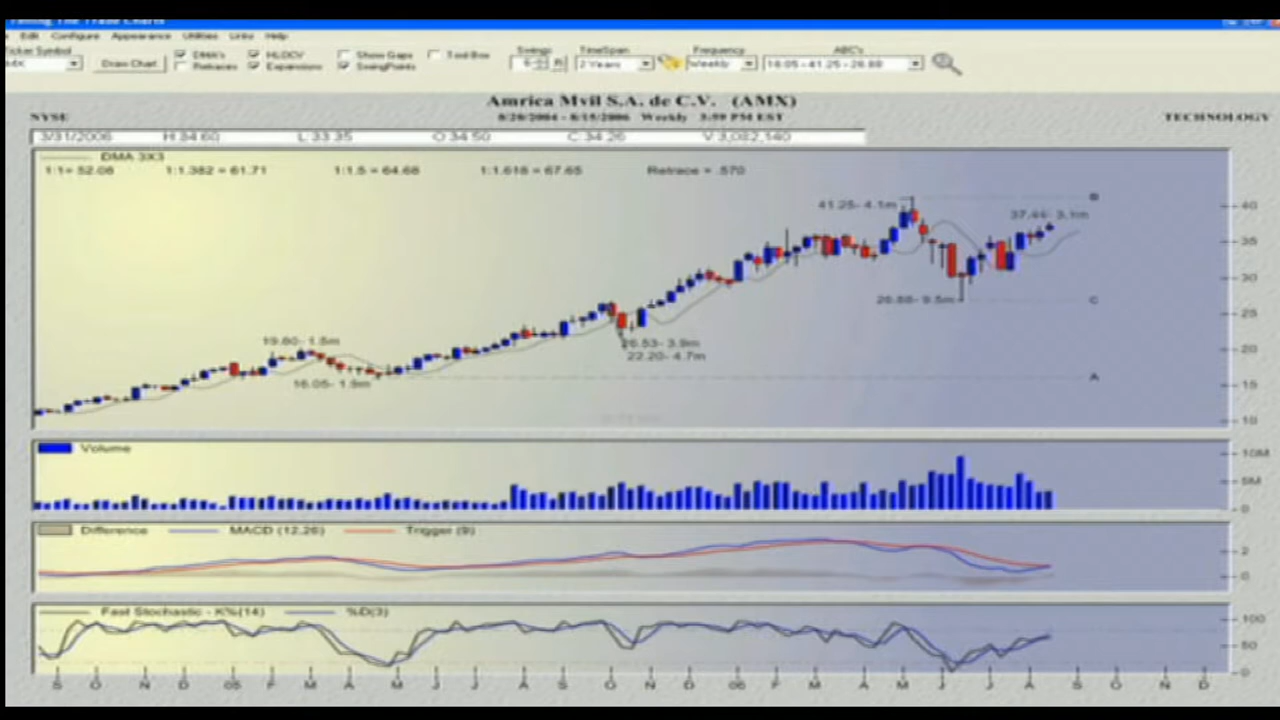 Timing The Trade Charts
Edit Configure Appearance Utilities Links Help
Ticker Symbol
AMX Draw Chart DMA's HLOCV Show Gaps Tool Box
Retraces Expansions SwingPoints
Swings TimeSpan Frequency ABC's
2 Years Weekly 16.05 - 41.25 - 26.88
Amrica Mvil S.A. de C.V. (AMX)
NYSE 8/20/2004 - 8/15/2006 Weekly 3:59 PM EST TECHNOLOGY
3/31/2006 H:34.60 L:33.35 O:34.50 C:34.26 V:3,082,140
DMA 3X3
1:1= 52.08 1:1.382 = 61.71 1:1.5 = 64.68 1:1.618 = 67.65 Retrace = .570
41.25- 4.1m B
37.44- 3.1m
26.88- 9.5m C
19.80- 1.5m
26.53- 3.9m
22.20- 4.7m
16.05- 1.9m A
40
35
30
25
20
15
10
Volume
10M
5M
0
Difference MACD (12,26) Trigger (9)
2
0
Fast Stochastic - K%(14) %D(3)
100
50
0
S O N D 05 F M A M J J A S O N D 06 F M A M J J A S O N D